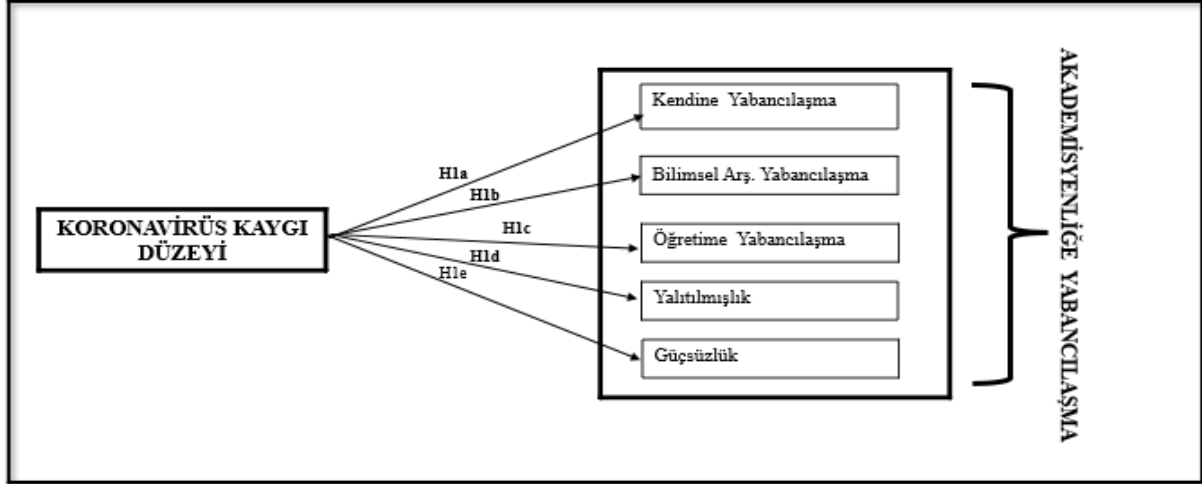 KORONAVİRÜS KAYGI
DÜZEYİ
H1a
H1b
H1c
H1d
H1e
Kendine Yabancılaşma
Bilimsel Arş. Yabancılaşma
Öğretime Yabancılaşma
Yalıtılmışlık
Güçsüzlük
AKADEMİSYENLİĞE YABANCILAŞMA